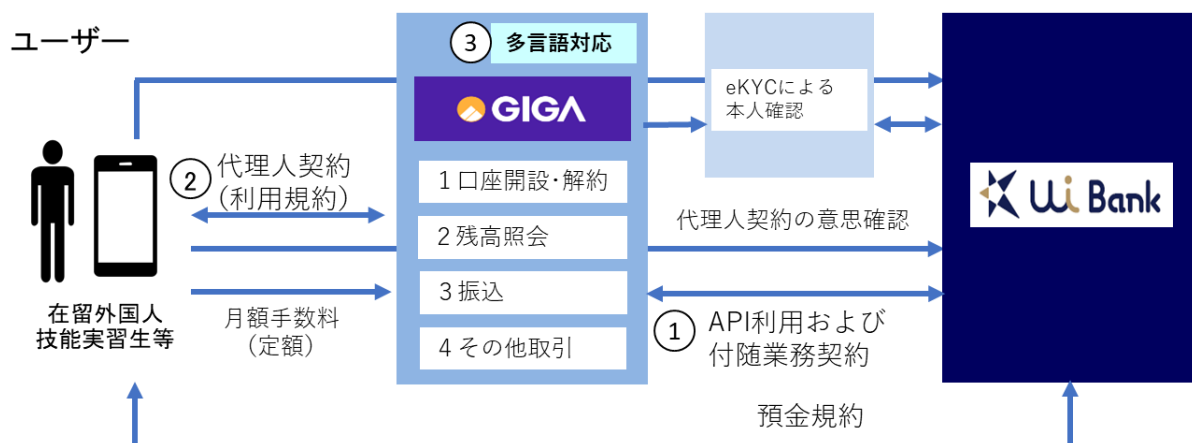 ユーザー
③ 多言語対応
GIGA
1 口座開設・解約
2 残高照会
3 振込
4 その他取引
② 代理人契約
(利用規約)
月額手数料
(定額)
在留外国人
技能実習生等
eKYCによる
本人確認
代理人契約の意思確認
① API利用および
付随業務契約
預金規約
Ui Bank